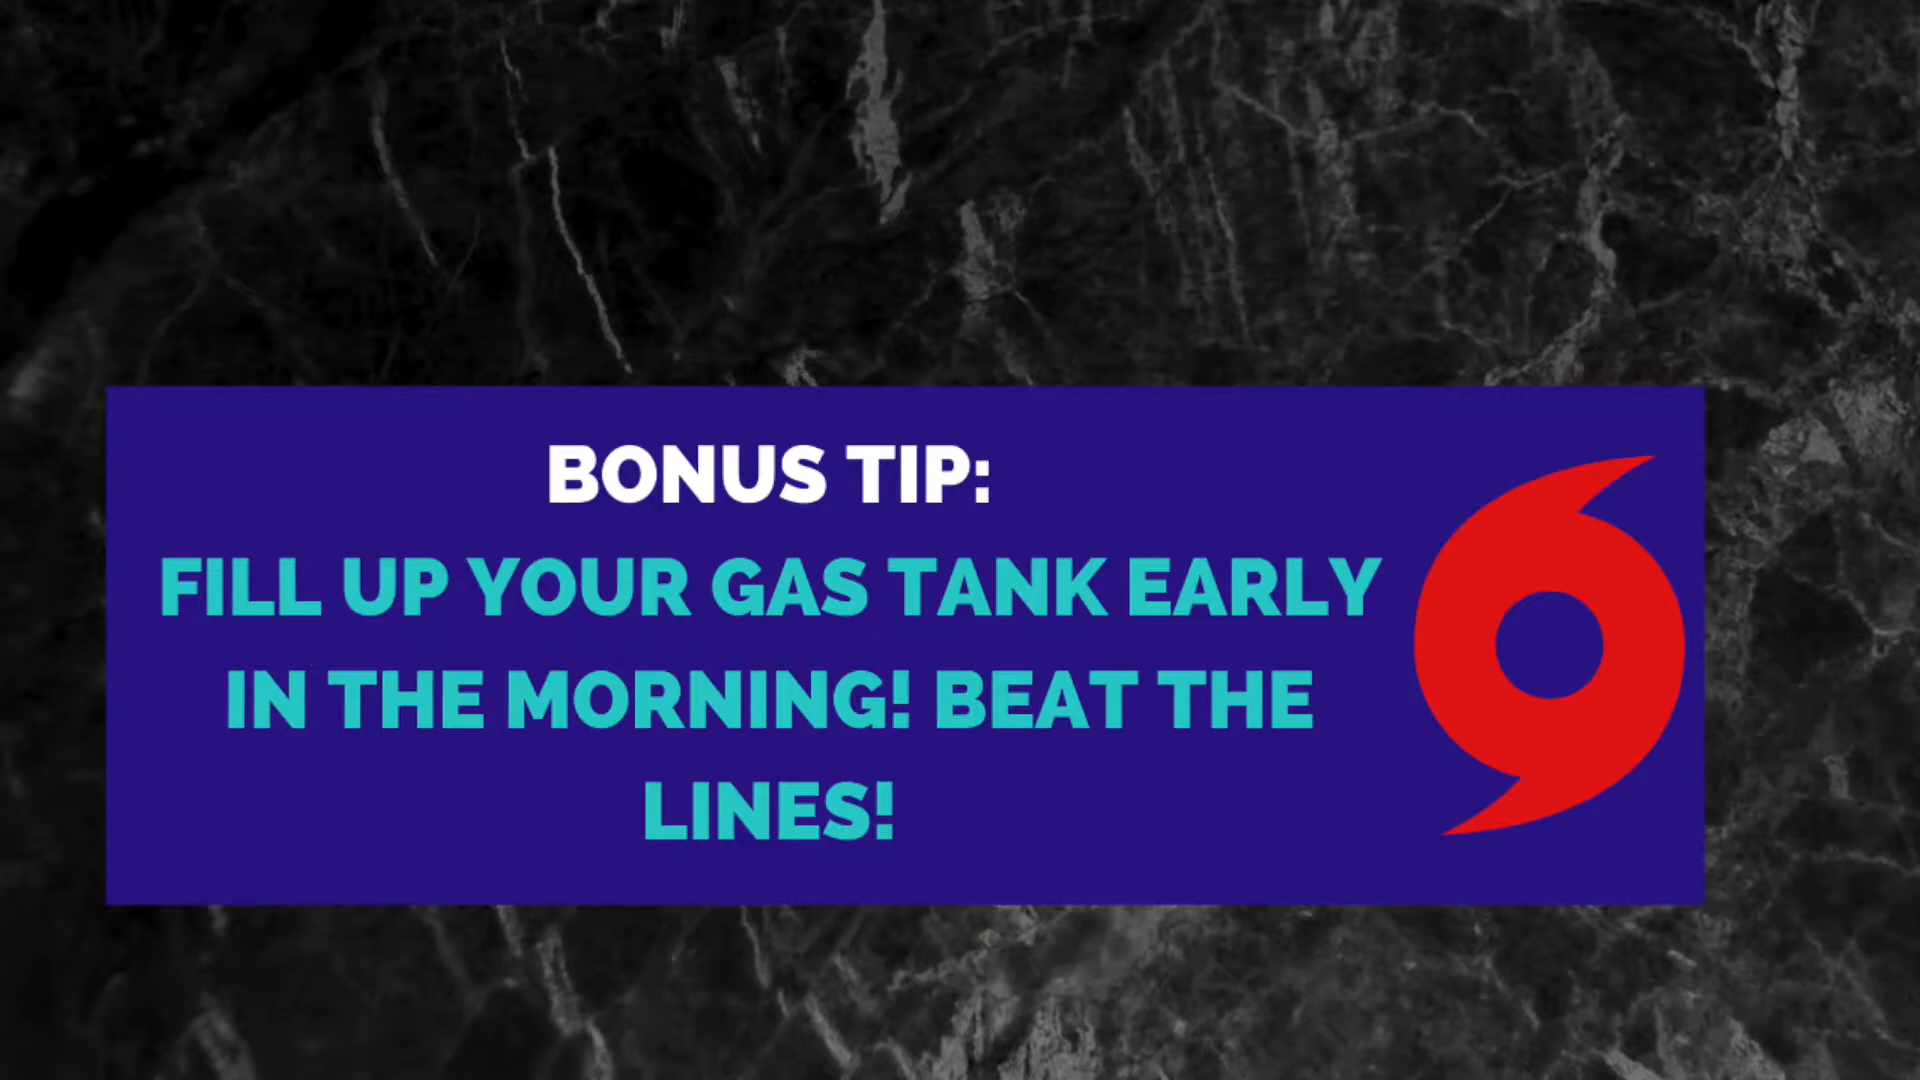 BONUS TIP:
FILL UP YOUR GAS TANK EARLY
IN THE MORNING! BEAT THE
LINES!